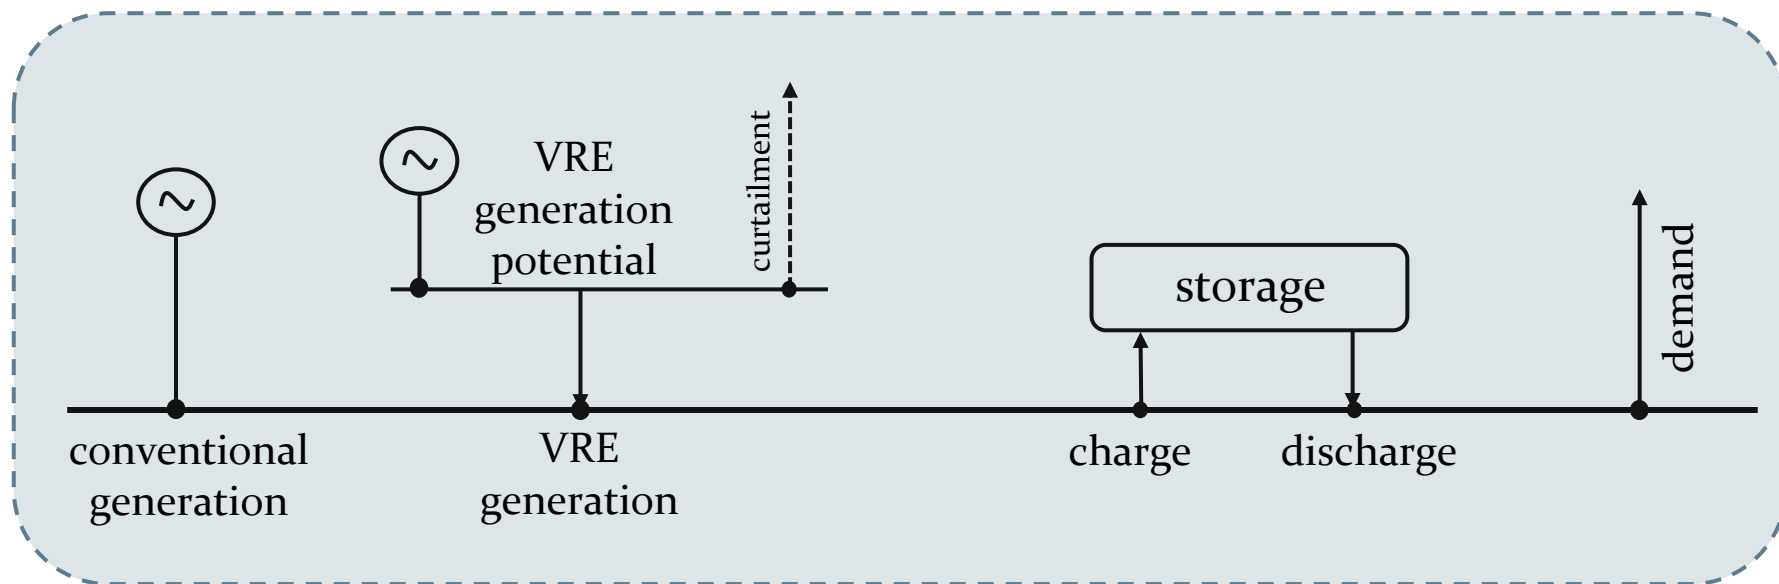 VRE
generation
potential
curtailment
storage
demand
conventional
generation
VRE
generation
charge
discharge